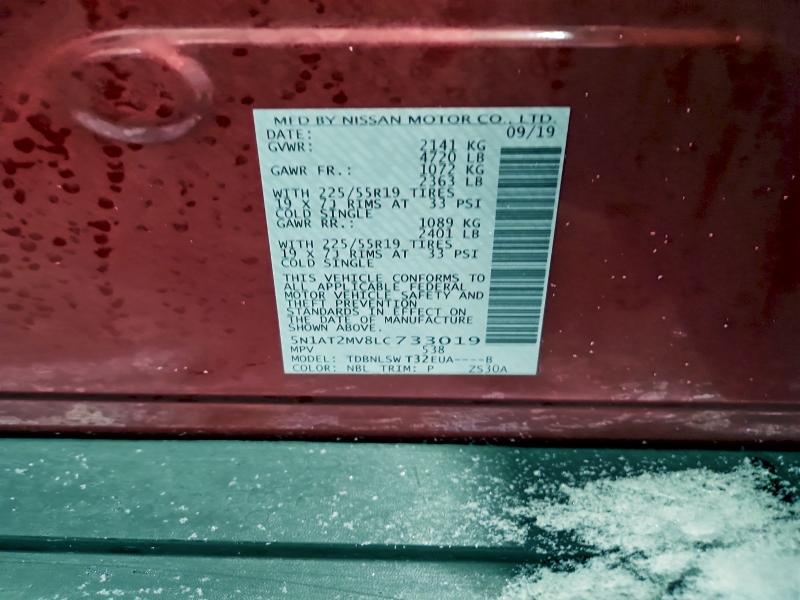 MFD BY NISSAN MOTOR CO., LTD.
DATE: 09/19
GVWR: 2141 KG
4720 LB
GAWR FR.: 1072 KG
2363 LB
WITH 225/55R19 TIRES
19 X 7J RIMS AT 33 PSI
COLD SINGLE
GAWR RR.: 1089 KG
2401 LB
WITH 225/55R19 TIRES
19 X 7J RIMS AT 33 PSI
COLD SINGLE
THIS VEHICLE CONFORMS TO
ALL APPLICABLE FEDERAL
MOTOR VEHICLE SAFETY AND
THEFT PREVENTION
STANDARDS IN EFFECT ON
THE DATE OF MANUFACTURE
SHOWN ABOVE.
5N1AT2MV8LC733019
MPV 538
MODEL: TDBNLSW T32EUA----B
COLOR: NBL TRIM: P ZS30A